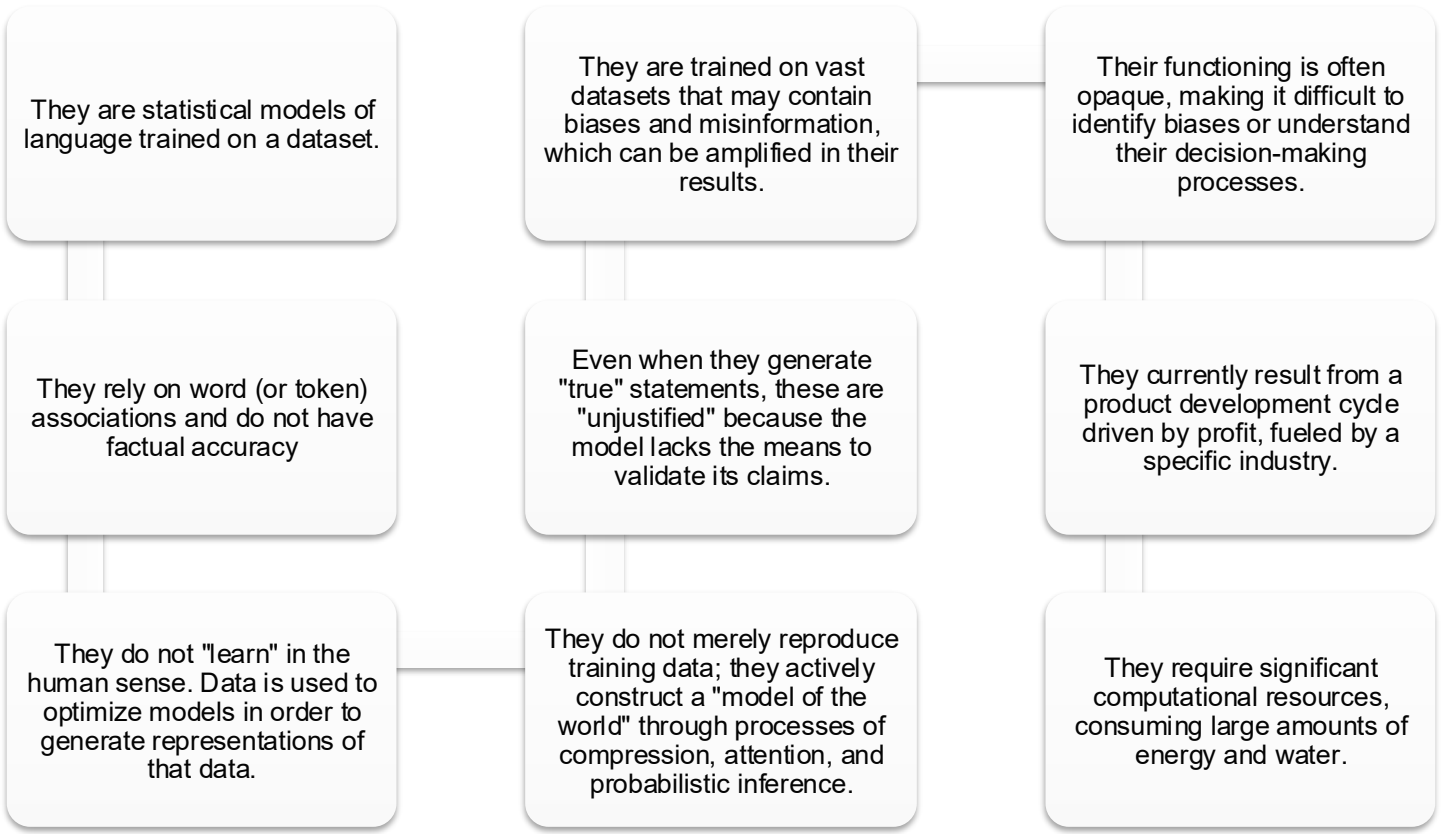 They are statistical models of
language trained on a dataset.
They rely on word (or token)
associations and do not have
factual accuracy
They do not "learn" in the
human sense. Data is used to
optimize models in order to
generate representations of
that data.
They do not merely reproduce
training data; they actively
construct a "model of the
world" through processes of
compression, attention, and
probabilistic inference.
Even when they generate
"true" statements, these are
"unjustified" because the
model lacks the means to
validate its claims.
They are trained on vast
datasets that may contain
biases and misinformation,
which can be amplified in their
results.
Their functioning is often
opaque, making it difficult to
identify biases or understand
their decision-making
processes.
They currently result from a
product development cycle
driven by profit, fueled by a
specific industry.
They require significant
computational resources,
consuming large amounts of
energy and water.